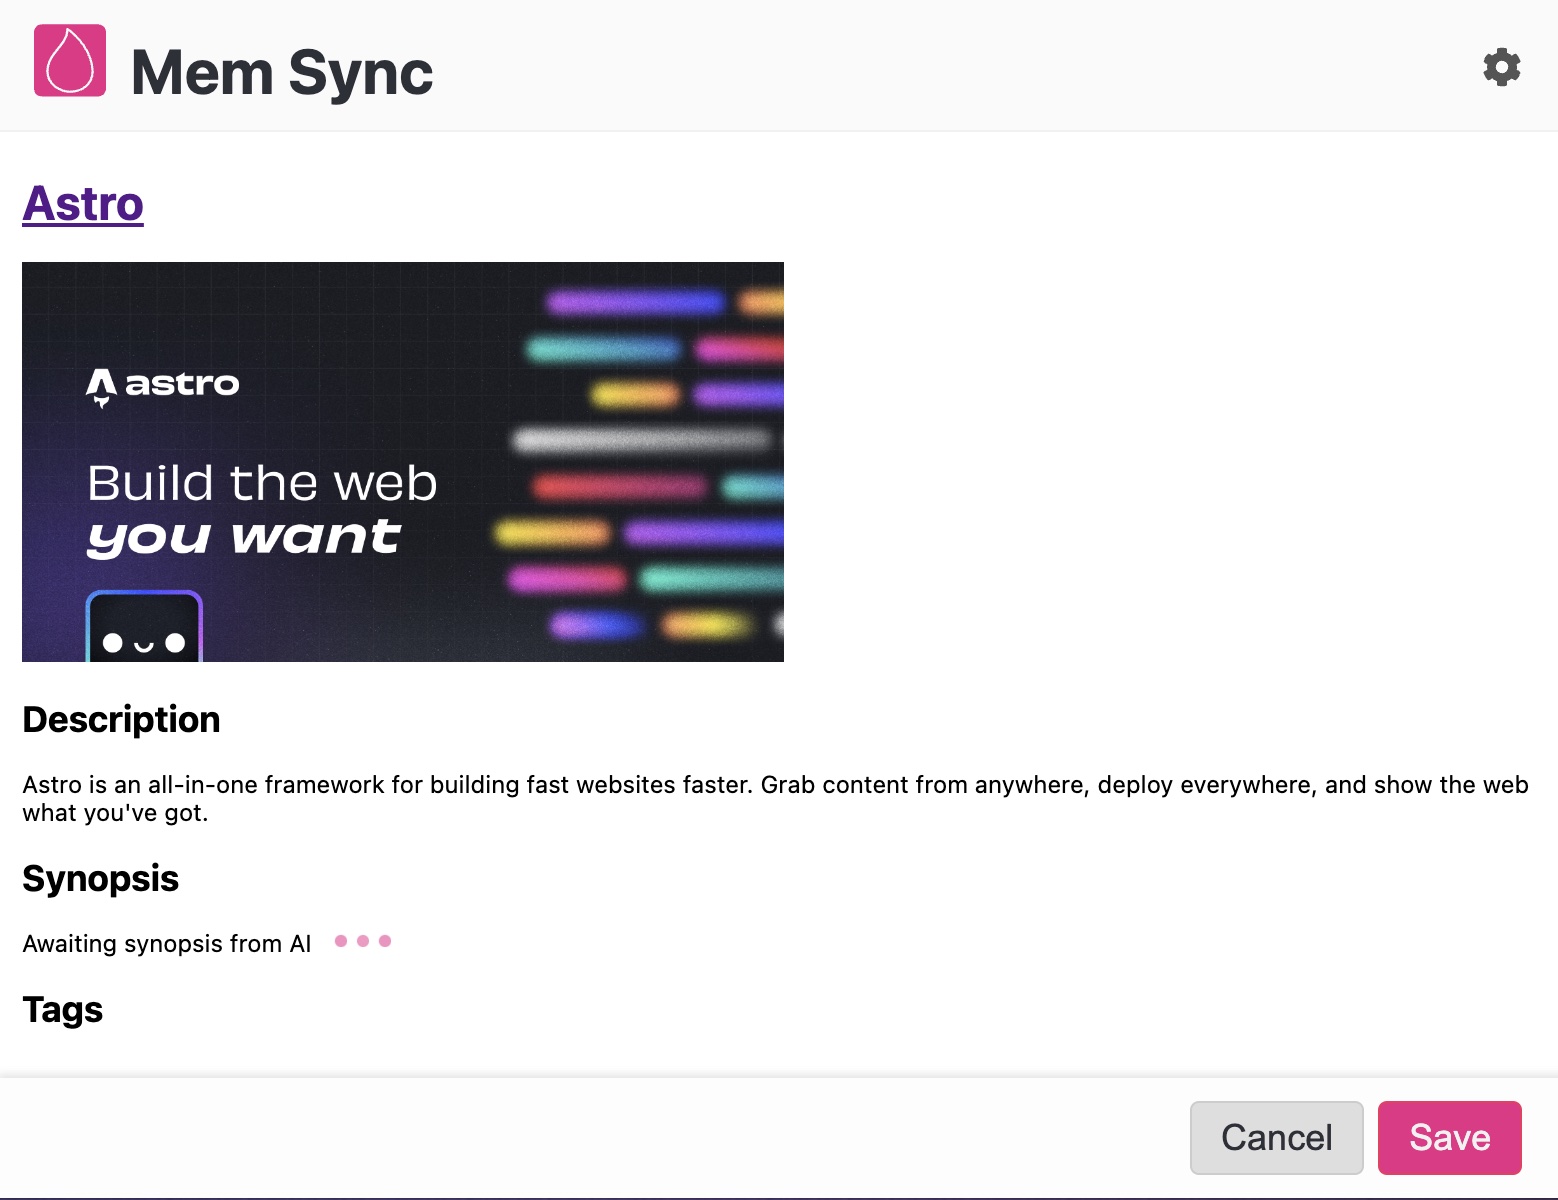 Mem Sync
Astro
astro
Build the web
you want
Description
Astro is an all-in-one framework for building fast websites faster. Grab content from anywhere, deploy everywhere, and show the web
what you've got.
Synopsis
Awaiting synopsis from AI
Tags
Cancel
Save